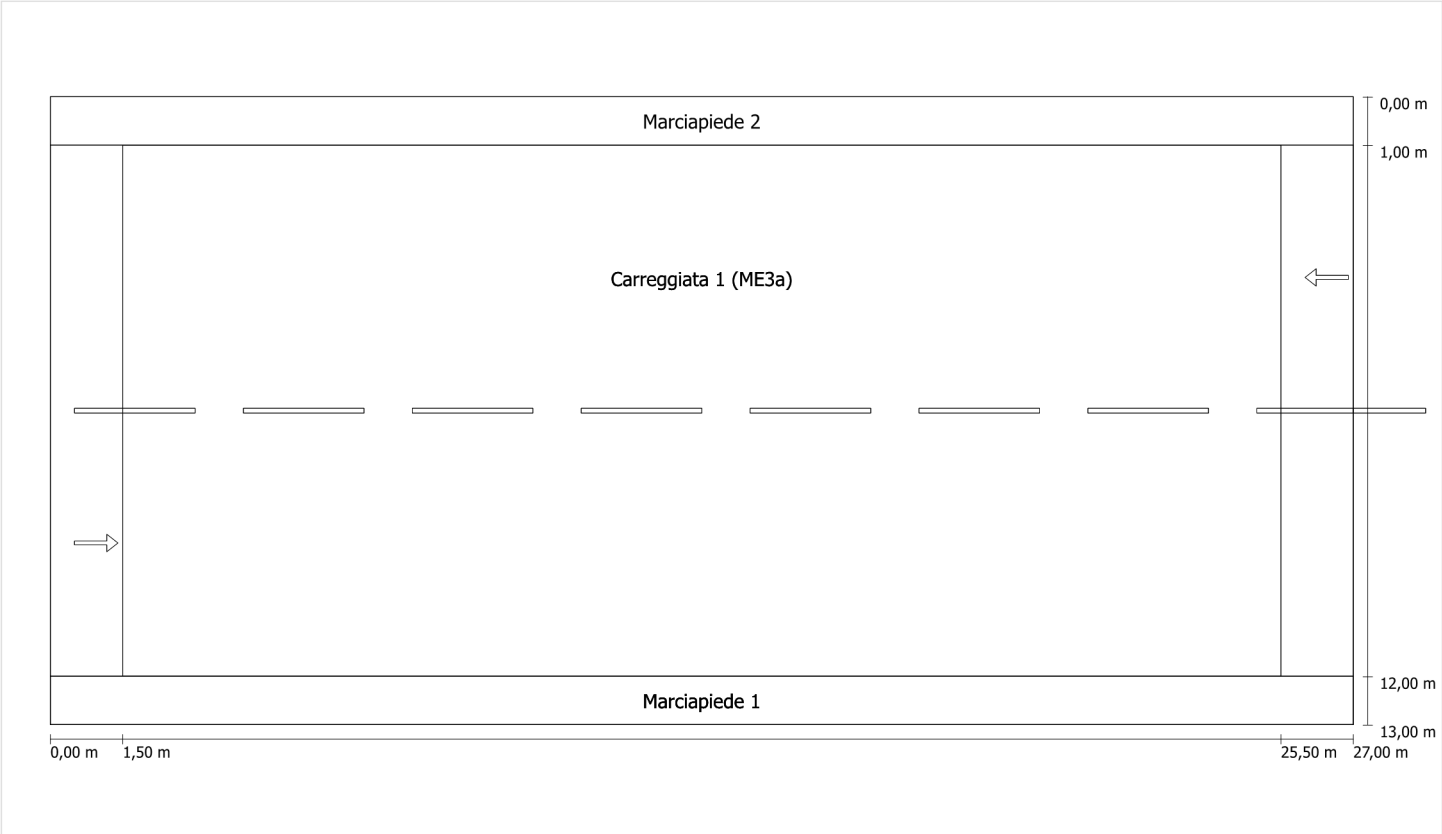 Marciapiede 2
0,00 m
1,00 m
Carreggiata 1 (ME3a)
Marciapiede 1
12,00 m
13,00 m
0,00 m
1,50 m
25,50 m
27,00 m